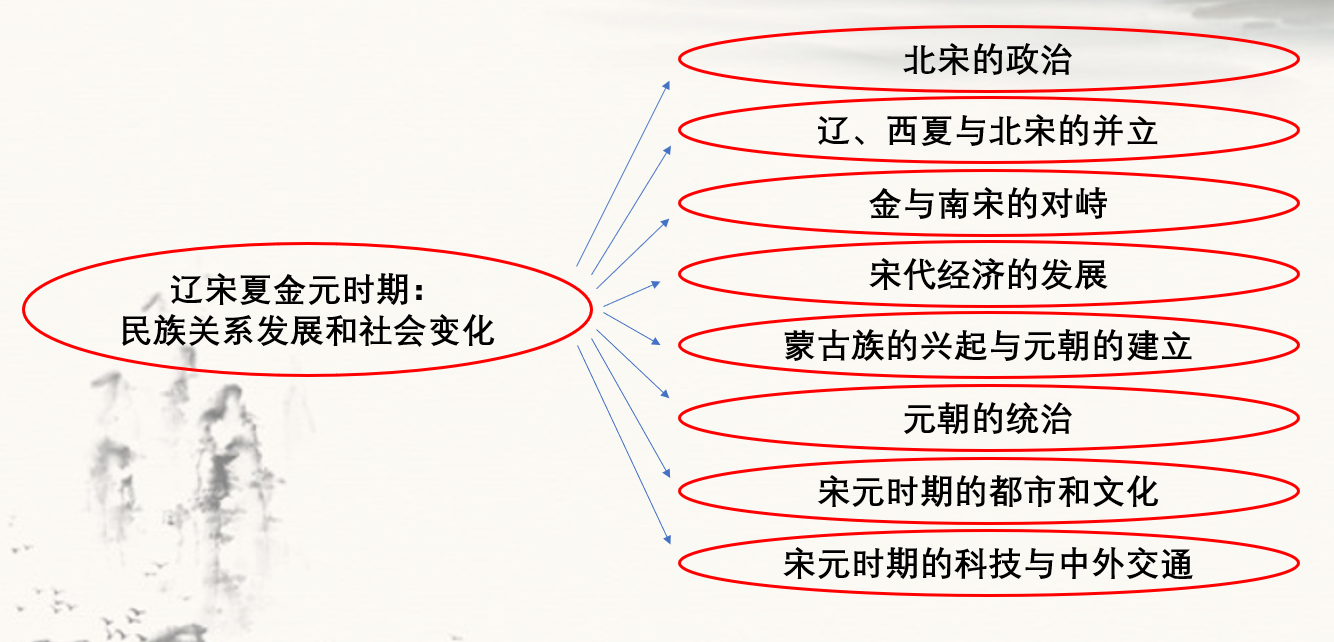 北宋的政治
辽、西夏与北宋的并立
金与南宋的对峙
宋代经济的发展
辽宋夏金元时期：
民族关系发展和社会变化
蒙古族的兴起与元朝的建立
元朝的统治
宋元时期的都市和文化
宋元时期的科技与中外交通